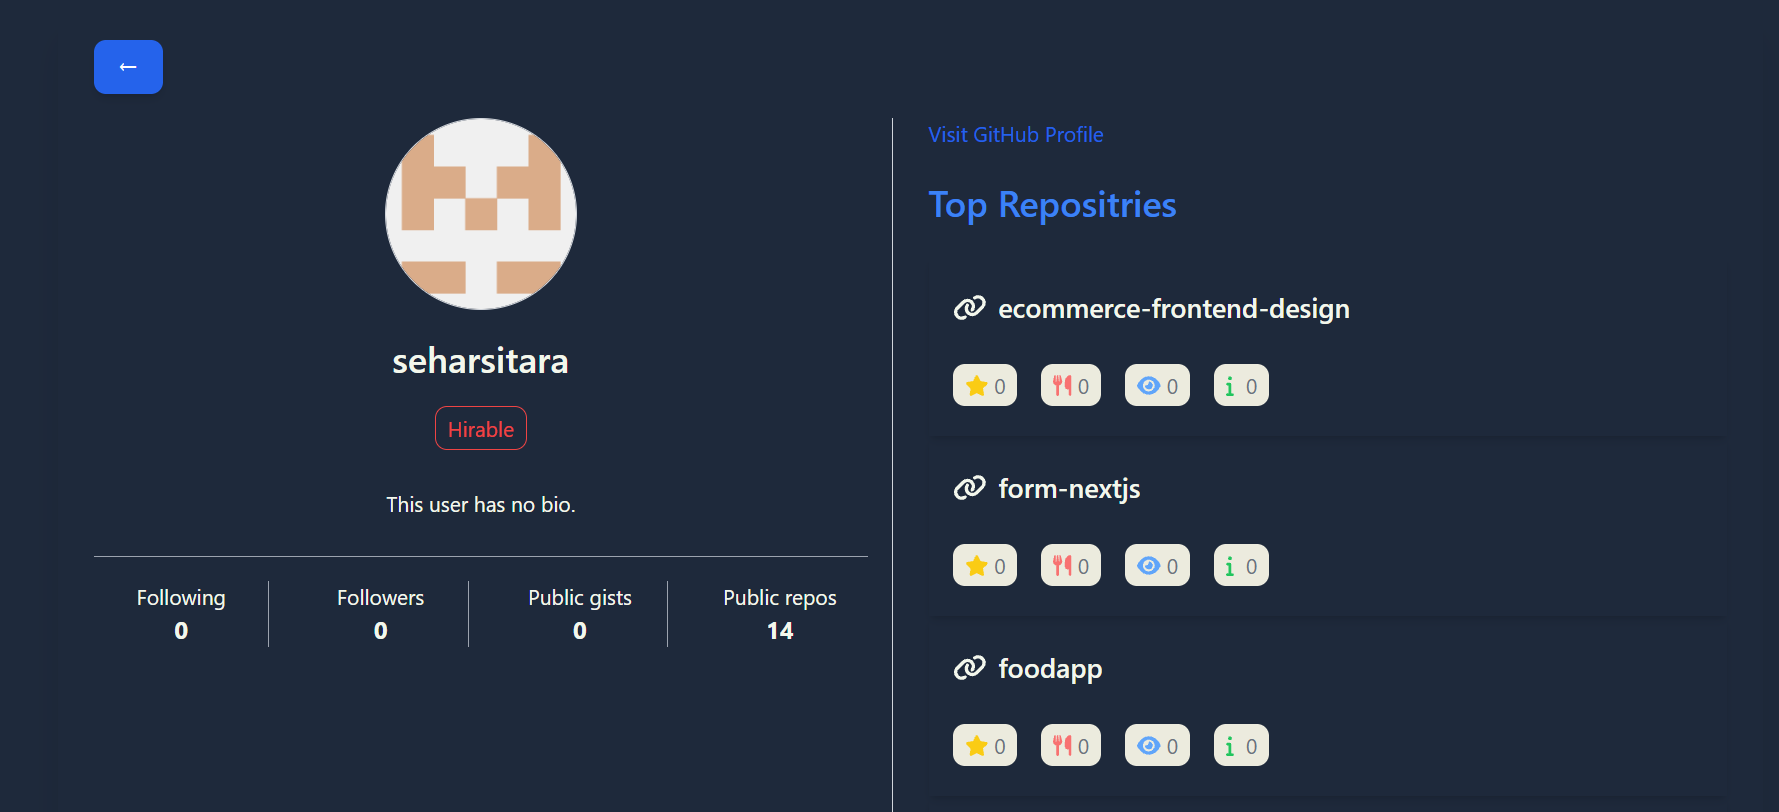 ←
seharsitara
Hirable
This user has no bio.
Following
0
Followers
0
Public gists
0
Public repos
14
Visit GitHub Profile
Top Repositries
ecommerce-frontend-design
0 0 0 0
form-nextjs
0 0 0 0
foodapp
0 0 0 0